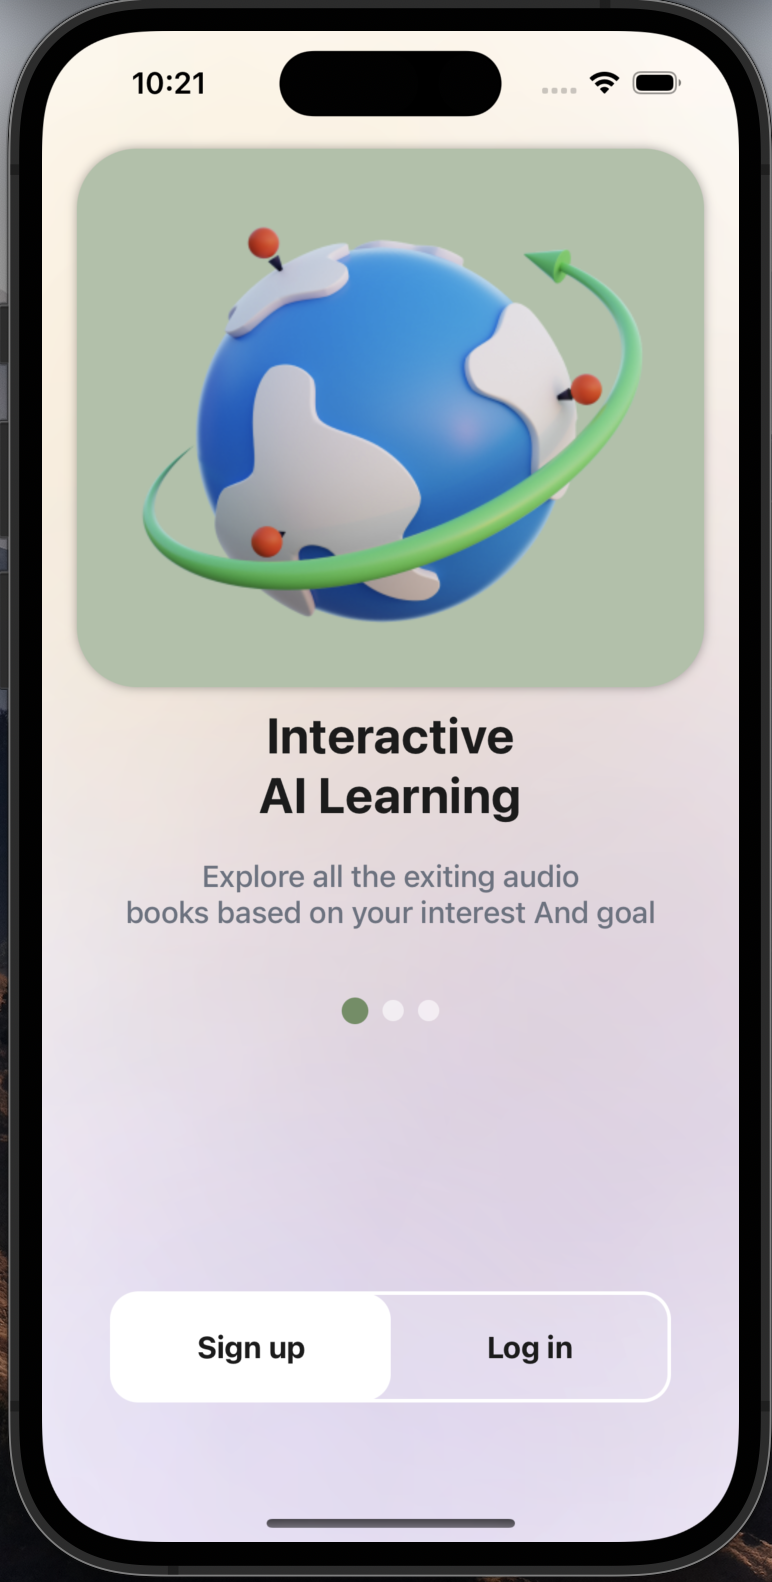 10:21
Interactive
AI Learning
Explore all the exiting audio
books based on your interest And goal
Sign up
Log in